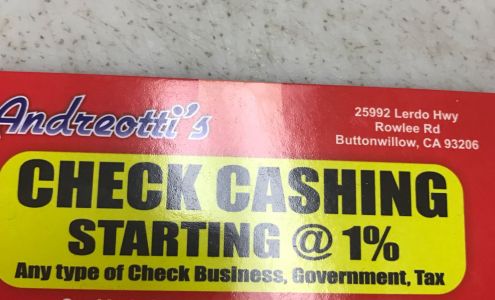 Andreotti's
25992 Lerdo Hwy
Rowlee Rd
Buttonwillow, CA 93206
CHECK CASHING
STARTING @ 1%
Any type of Check Business, Government, Tax